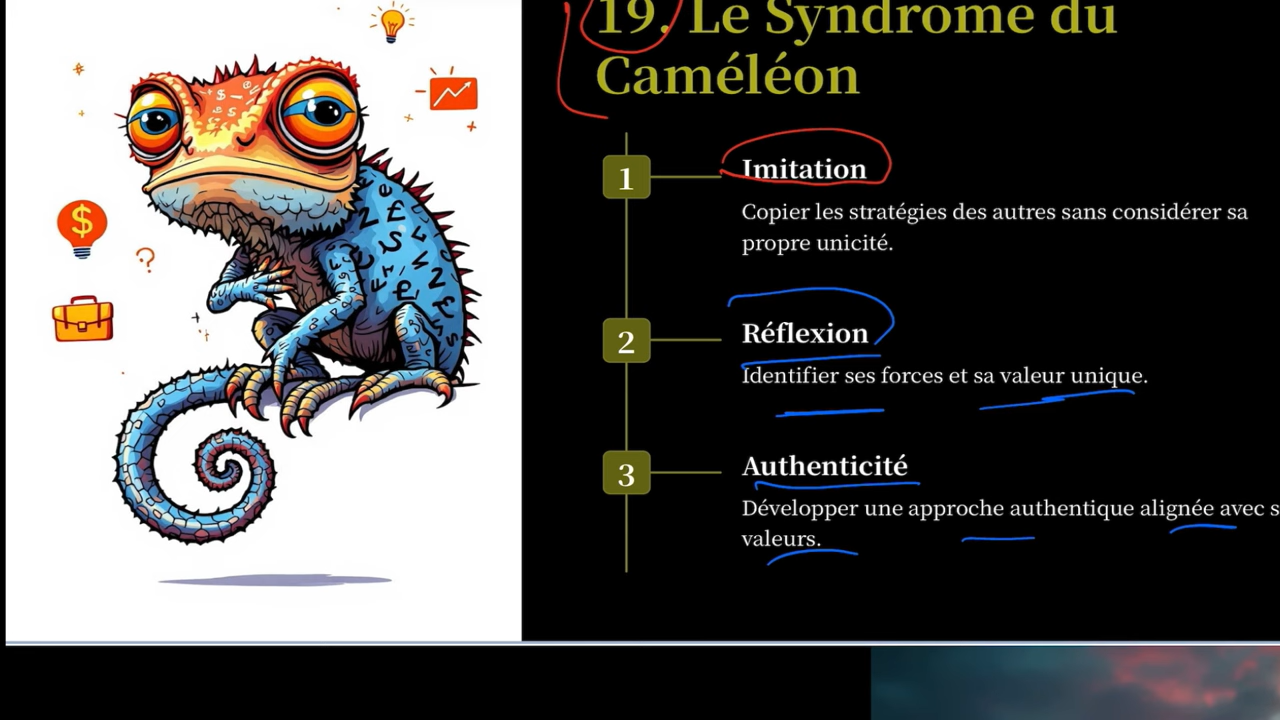 19. Le Syndrome du
Caméléon
1
Imitation
Copier les stratégies des autres sans considérer sa
propre unicité.
2
Réflexion
Identifier ses forces et sa valeur unique.
3
Authenticité
Développer une approche authentique alignée avec s
valeurs.
$
?